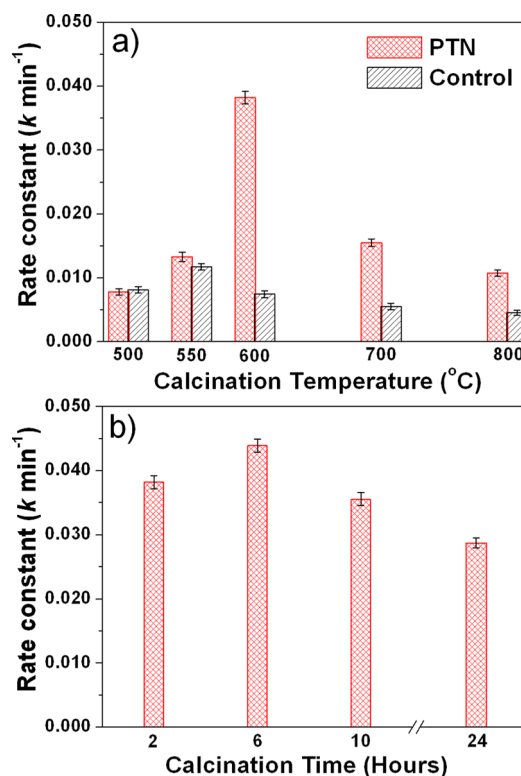 a)
PTN
Control
0.050
0.040
0.030
0.020
0.010
0.000
Rate constant (k min⁻¹)
500 550 600 700 800
Calcination Temperature (°C)
b)
0.050
0.040
0.030
0.020
0.010
0.000
Rate constant (k min⁻¹)
2 6 10 24
Calcination Time (Hours)